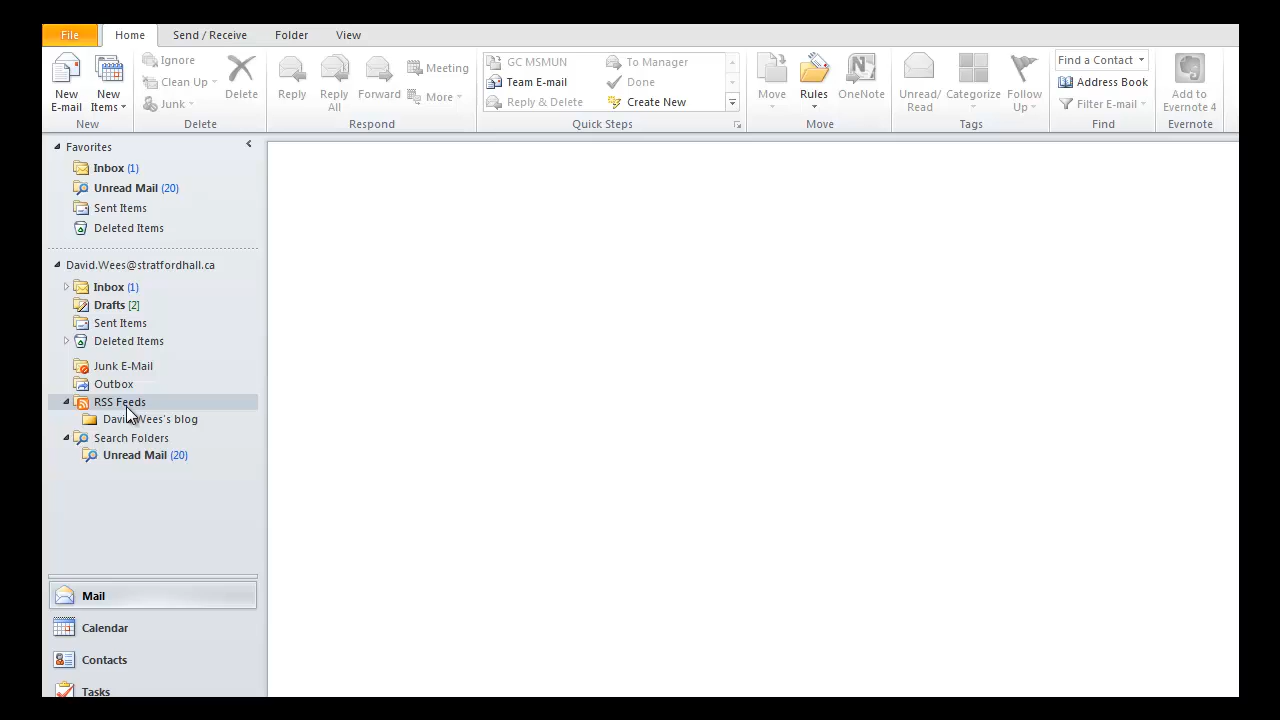 File Home Send / Receive Folder View
New E-mail
New Items
New
Ignore
Clean Up
Junk
Delete
Delete
Reply
Reply All
Forward
Meeting
More
Respond
GC MSMUN
Team E-mail
Reply & Delete
To Manager
Done
Create New
Quick Steps
Move
Rules
OneNote
Move
Unread/ Read
Categorize
Follow Up
Tags
Find a Contact
Address Book
Filter E-mail
Find
Add to Evernote 4
Evernote
Favorites
Inbox (1)
Unread Mail (20)
Sent Items
Deleted Items
David.Wees@stratfordhall.ca
Inbox (1)
Drafts [2]
Sent Items
Deleted Items
Junk E-Mail
Outbox
RSS Feeds
David Wees's blog
Search Folders
Unread Mail (20)
Mail
Calendar
Contacts
Tasks